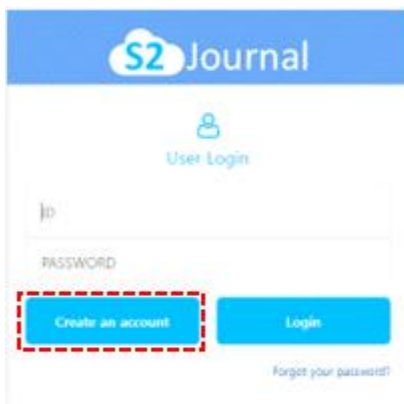 S2 Journal
User Login
ID
PASSWORD
Create an account
Login
Forgot your password?